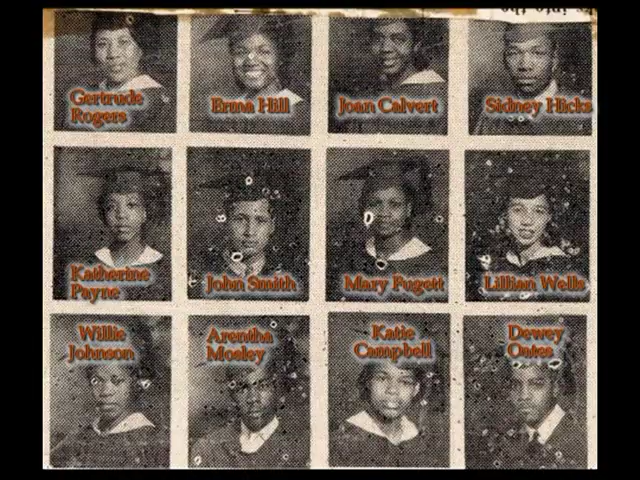 Gertrude
Rogers
Erma Hill
Joan Calvert
Sidney Hicks
Katherine
Payne
John Smith
Mary Pugett
Lillian Wells
Willie
Johnson
Arentha
Mosley
Katie
Campbell
Dewey
Oates